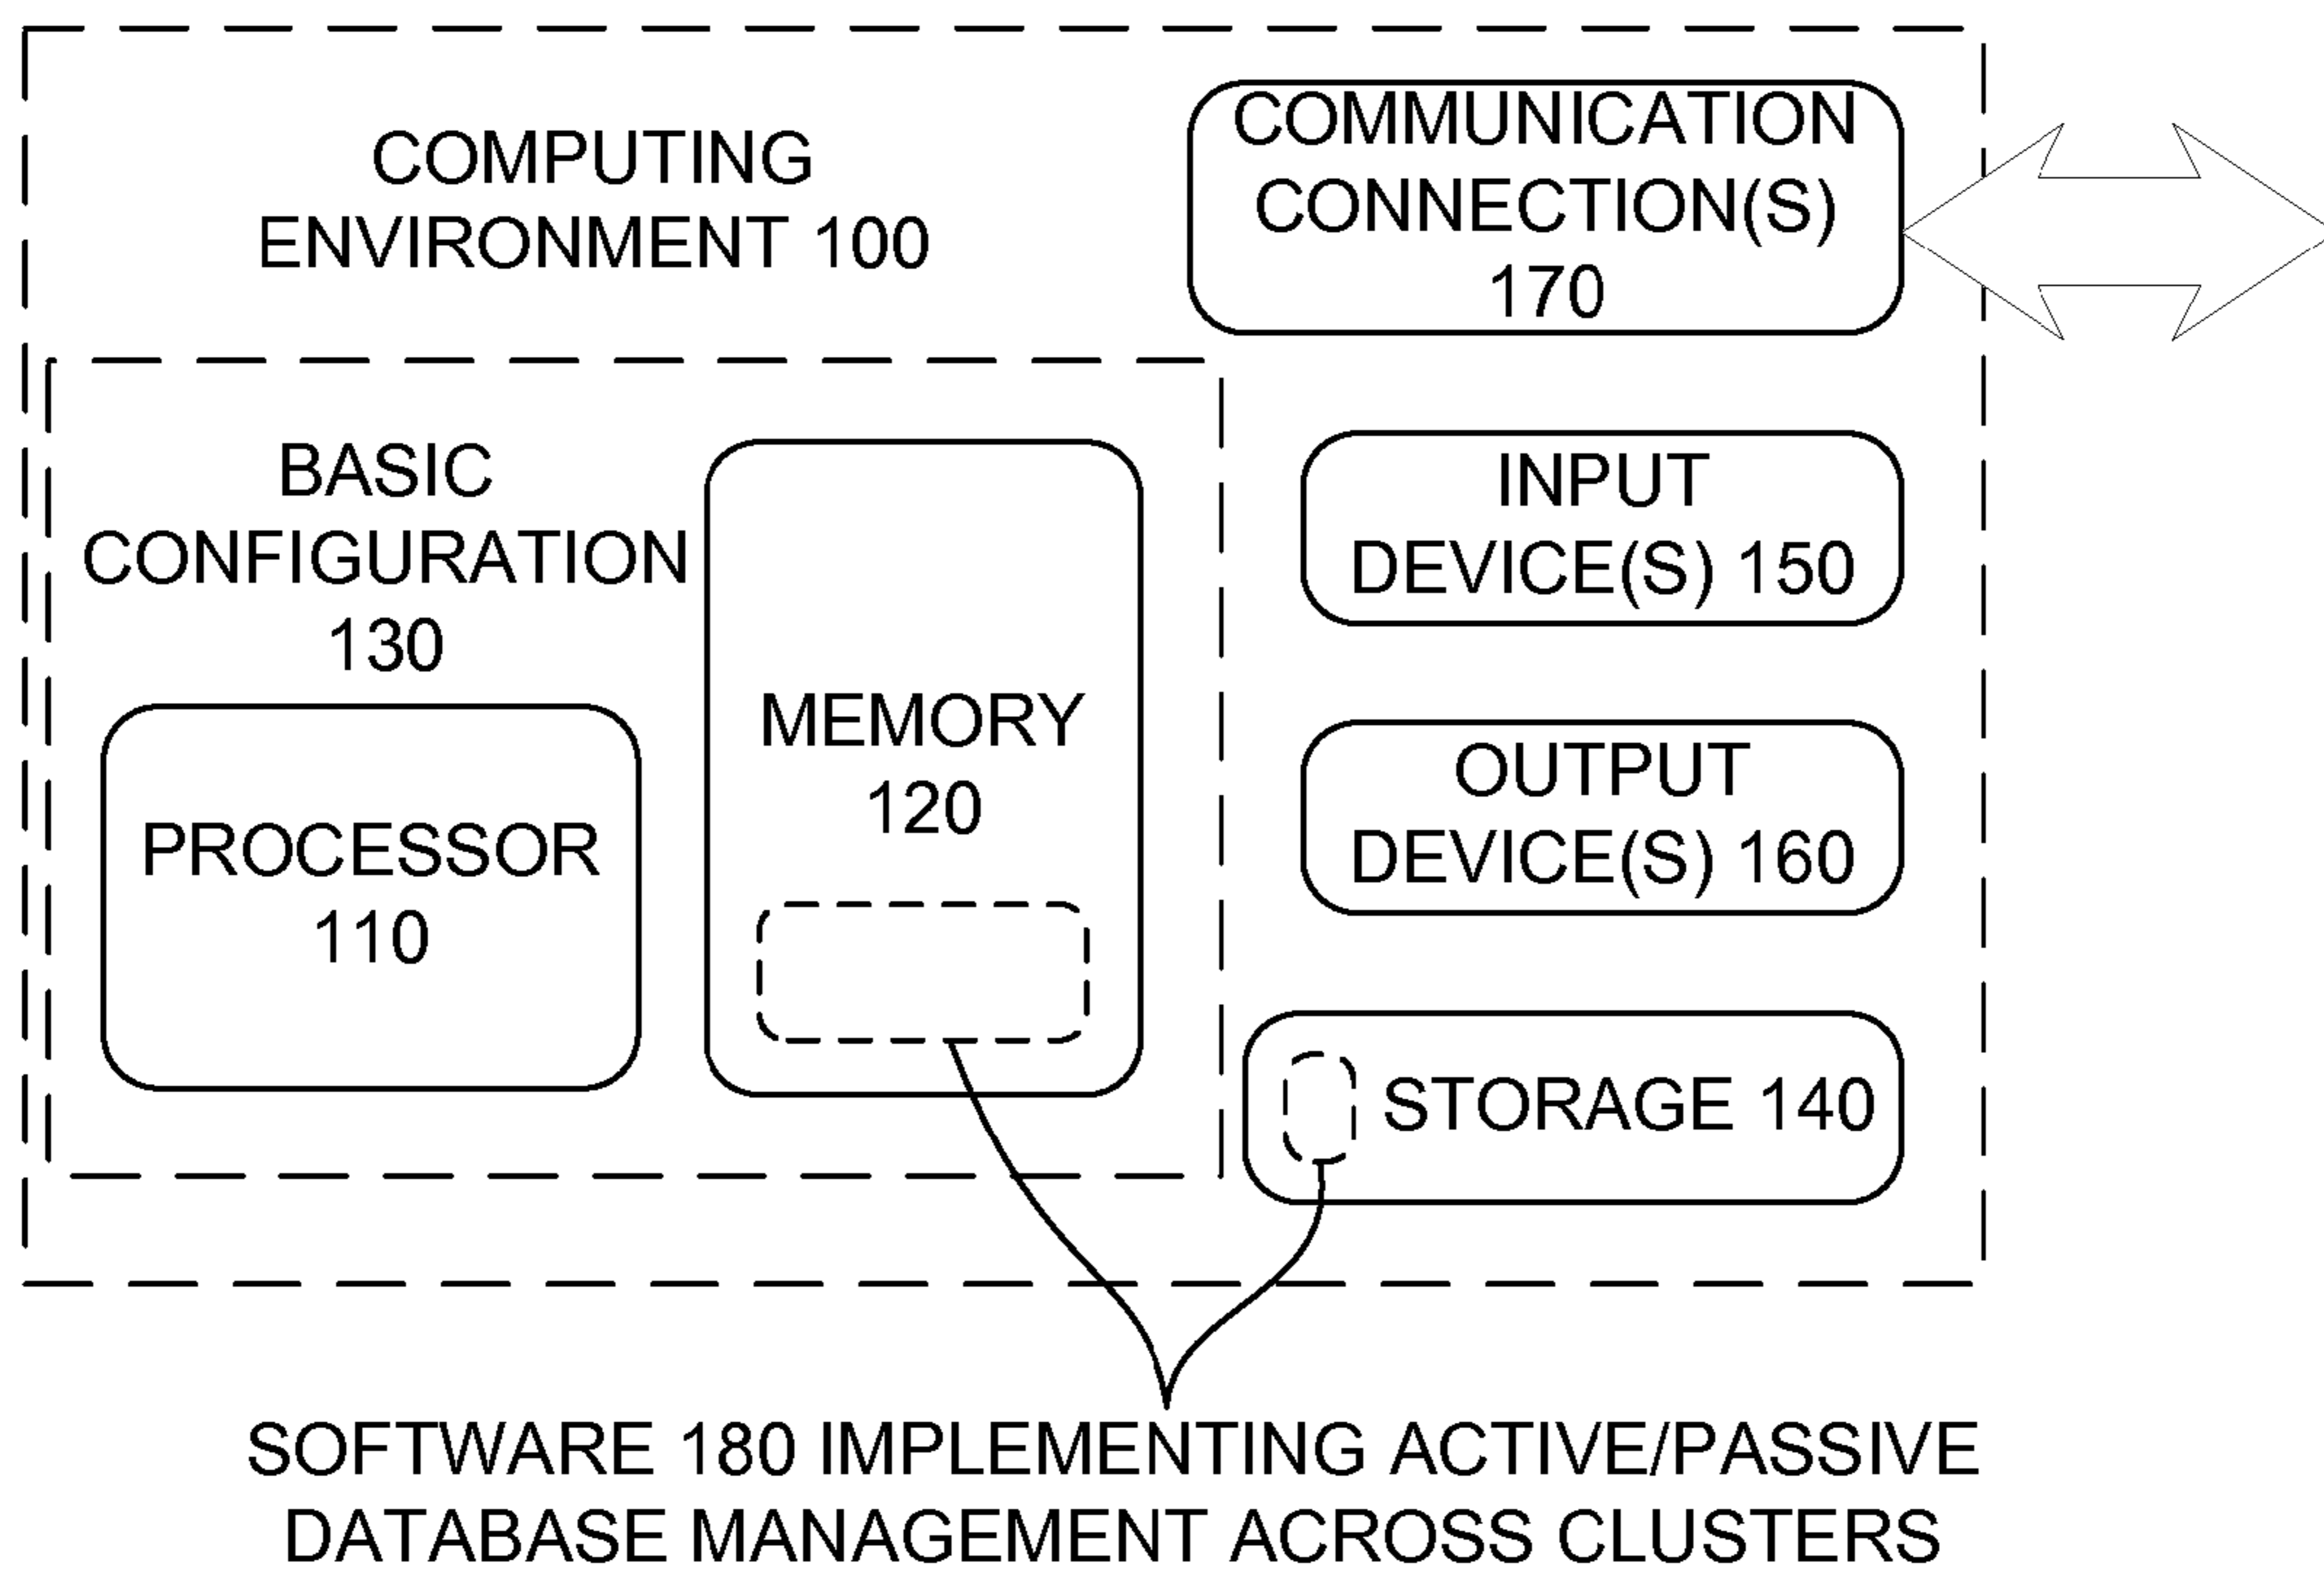 COMPUTING
ENVIRONMENT 100
COMMUNICATION
CONNECTION(S)
170
BASIC
CONFIGURATION
130
PROCESSOR
110
MEMORY
120
INPUT
DEVICE(S) 150
OUTPUT
DEVICE(S) 160
STORAGE 140
SOFTWARE 180 IMPLEMENTING ACTIVE/PASSIVE
DATABASE MANAGEMENT ACROSS CLUSTERS